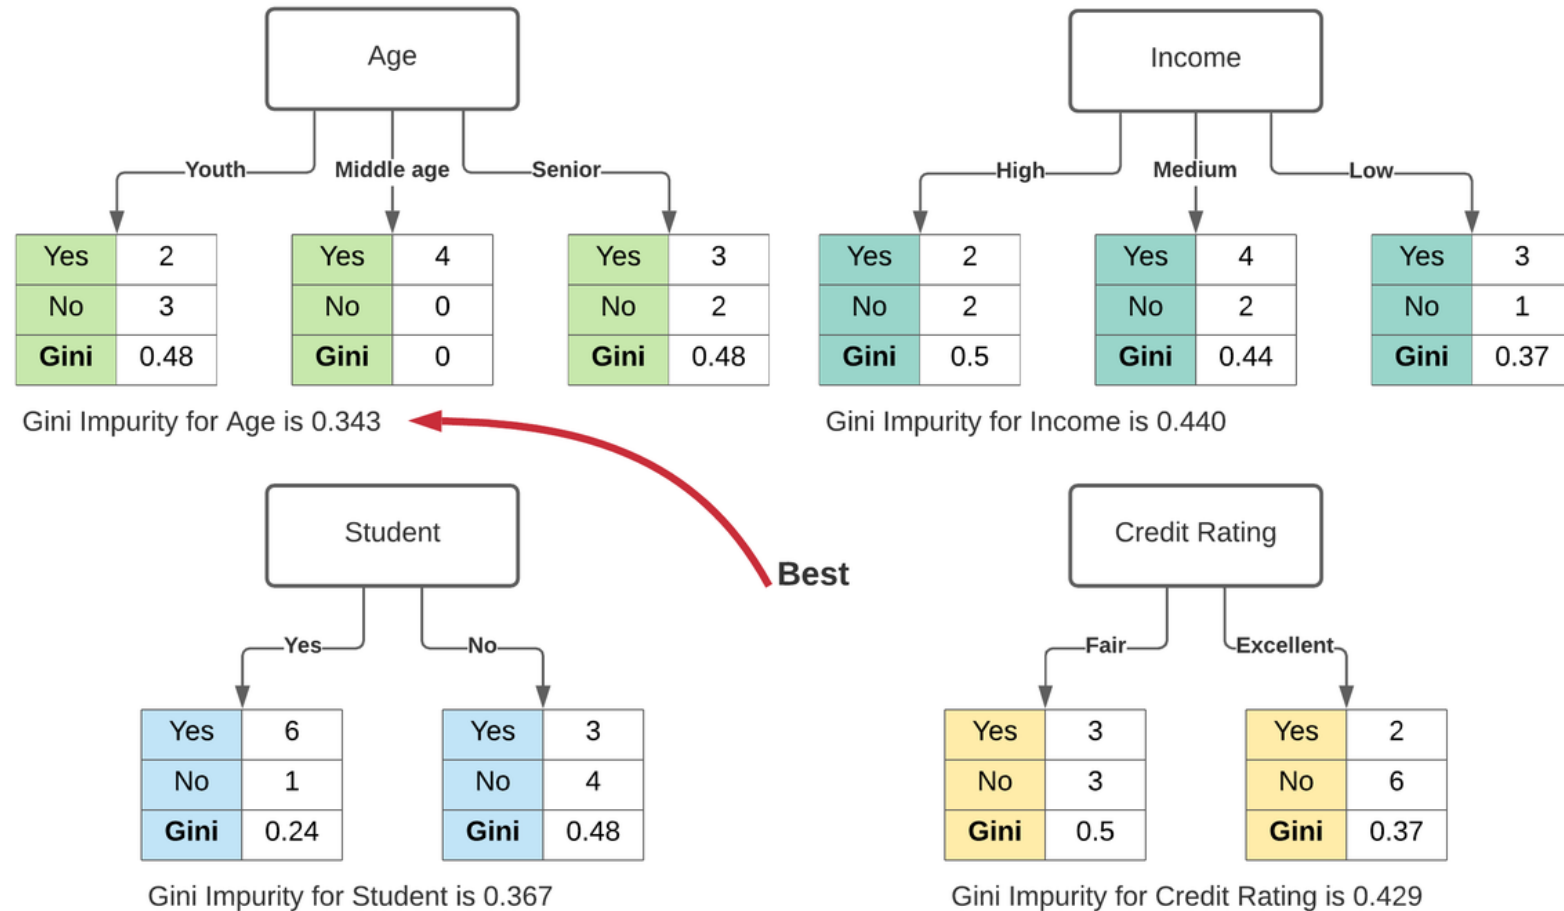 Age
Youth
Middle age
Senior
Yes 2
No 3
Gini 0.48
Yes 4
No 0
Gini 0
Yes 3
No 2
Gini 0.48
Gini Impurity for Age is 0.343
Income
High
Medium
Low
Yes 2
No 2
Gini 0.5
Yes 4
No 2
Gini 0.44
Yes 3
No 1
Gini 0.37
Gini Impurity for Income is 0.440
Best
Student
Yes
No
Yes 6
No 1
Gini 0.24
Yes 3
No 4
Gini 0.48
Gini Impurity for Student is 0.367
Credit Rating
Fair
Excellent
Yes 3
No 3
Gini 0.5
Yes 2
No 6
Gini 0.37
Gini Impurity for Credit Rating is 0.429